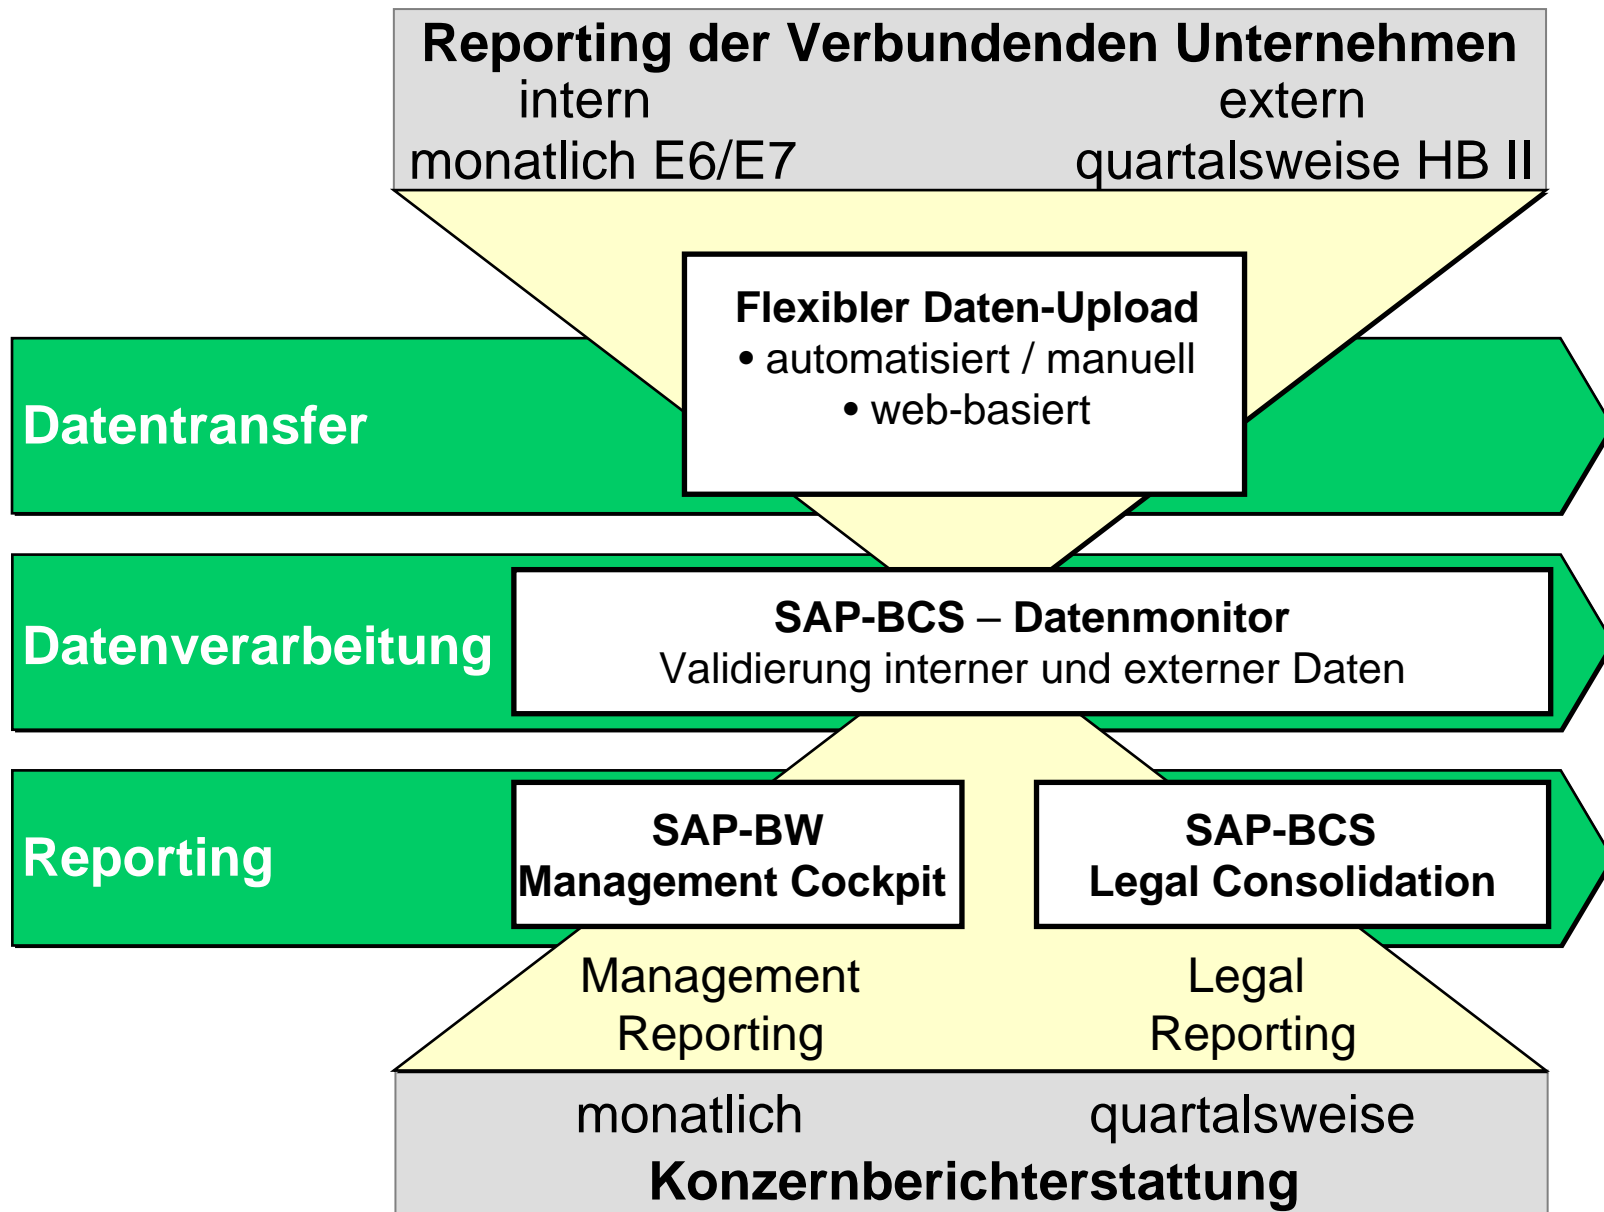 Reporting der Verbundenden Unternehmen
intern extern
monatlich E6/E7 quartalsweise HB II
Flexibler Daten-Upload
• automatisiert / manuell
• web-basiert
Datentransfer
SAP-BCS – Datenmonitor
Validierung interner und externer Daten
Datenverarbeitung
SAP-BW
Management Cockpit
SAP-BCS
Legal Consolidation
Reporting
Management
Reporting
Legal
Reporting
monatlich quartalsweise
Konzernberichterstattung